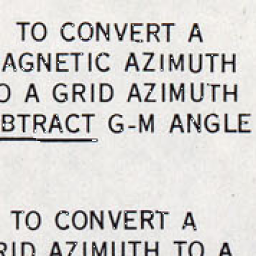 TO CONVERT A
AGNETIC AZIMUTH
O A GRID AZIMUTH
BTRACT G-M ANGLE
TO CONVERT A
RID AZIMUTH TO A